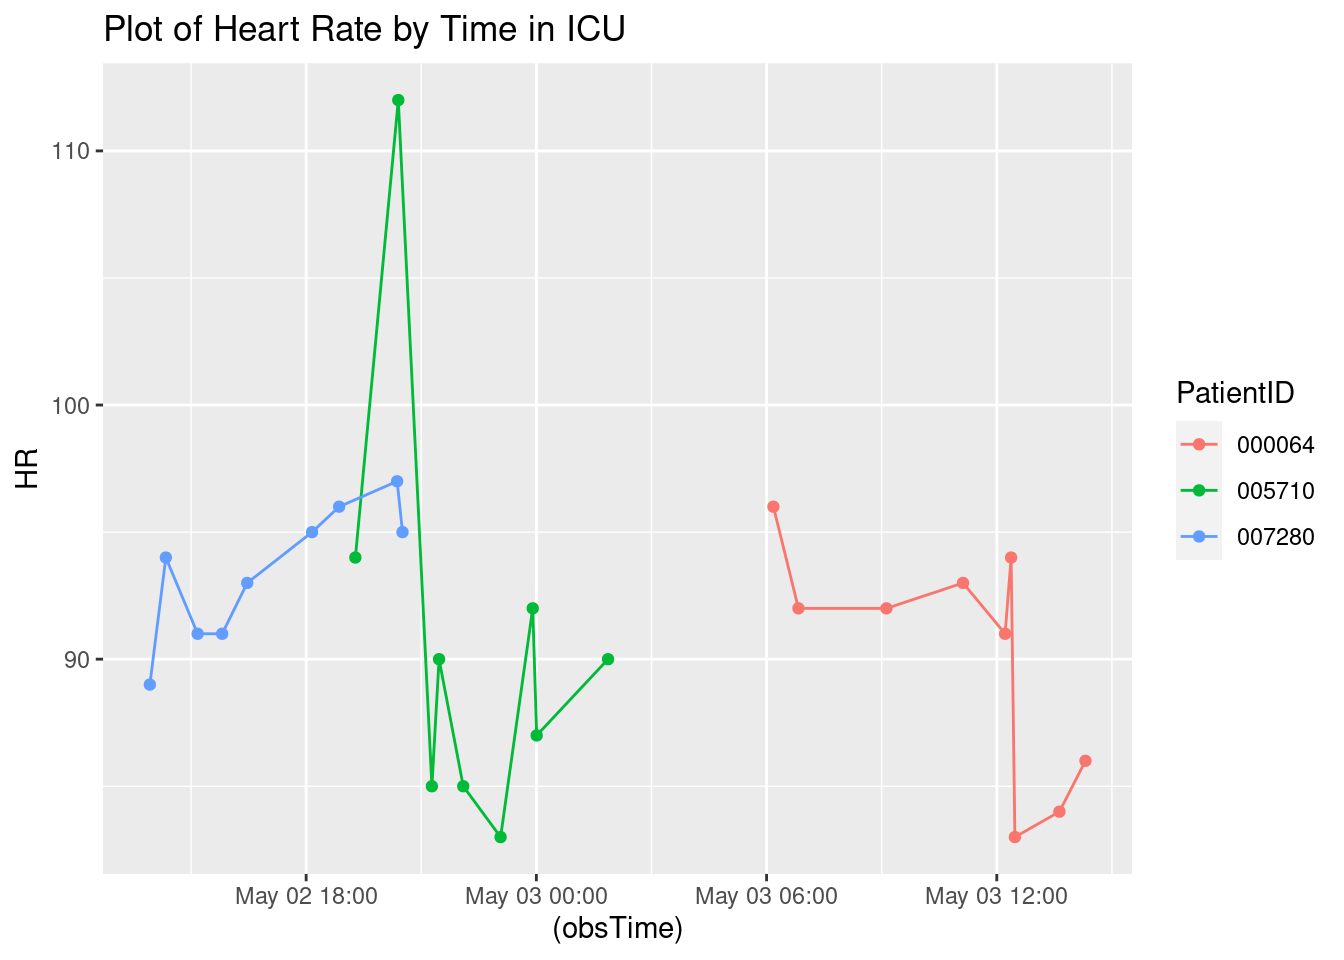 Plot of Heart Rate by Time in ICU
110
100
90
HR
May 02 18:00
May 03 00:00
May 03 06:00
May 03 12:00
(obsTime)
PatientID
000064
005710
007280